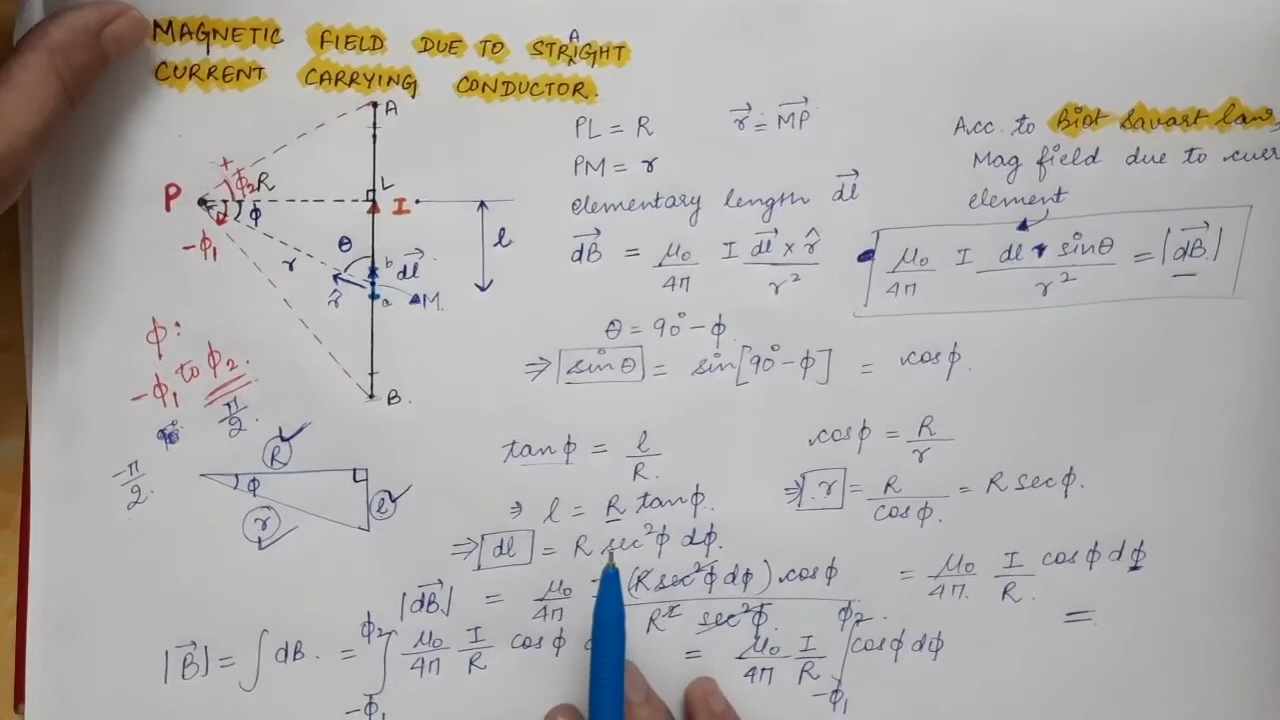 MAGNETIC FIELD DUE TO STRAIGHT
CURRENT CARRYING CONDUCTOR.
A
P
+
ϕ₂
R
L
I
ϕ
-ϕ₁
θ
r
r̂
b
dl⃗
a
M
l
B.
PL = R
r⃗ = MP⃗
PM = r
elementary length dl⃗
dB⃗ = μ₀/4π I dl⃗ × r̂/r²
Acc. to Biot Savart law,
Mag field due to curr
element
μ₀/4π I dl sinθ/r² = |dB⃗|
θ = 90° - ϕ
⇒ sinθ = sin[90° - ϕ] = cosϕ
ϕ:
-ϕ₁ to ϕ₂.
π/2.
-π/2.
R
ϕ
l
r
tanϕ = l/R.
cosϕ = R/r
⇒ l = R tanϕ.
⇒ r = R/cosϕ. = R secϕ.
⇒ dl = R sec²ϕ dϕ.
|dB⃗| = μ₀/4π (R sec²ϕ dϕ) cosϕ / R² sec²ϕ. = μ₀/4π I/R cosϕ dϕ
|B⃗| = ∫dB. = ∫ -ϕ₁ ϕ₂ μ₀/4π I/R cosϕ d = μ₀/4π I/R ∫ -ϕ₁ ϕ₂ cosϕ dϕ